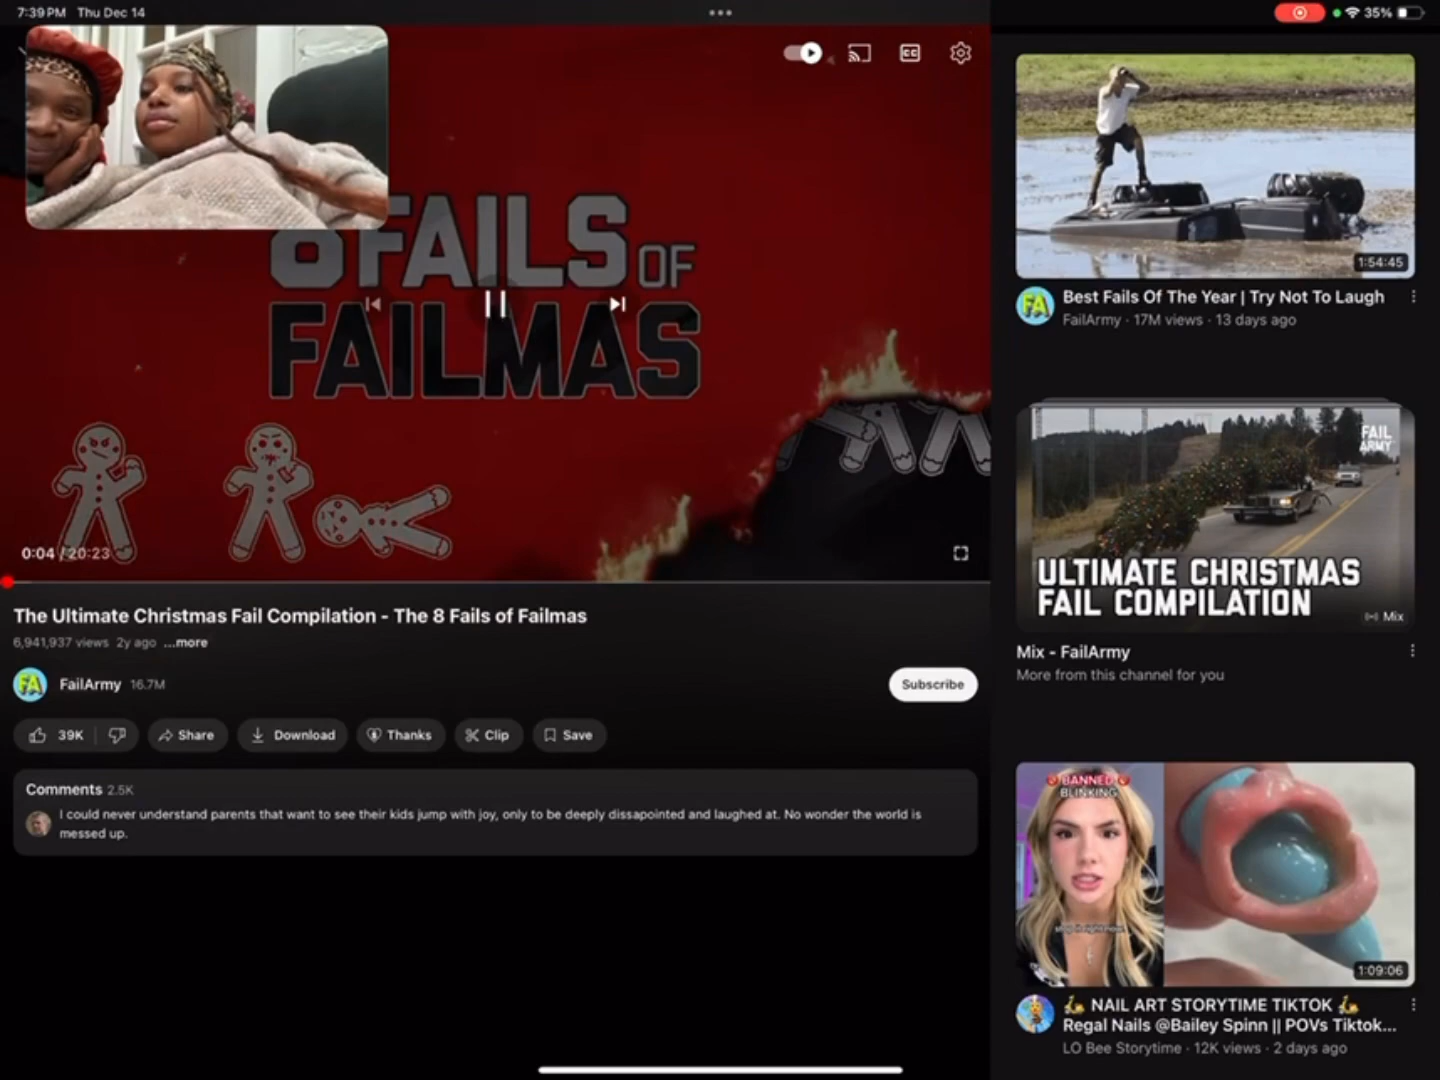 7:39 PM Thu Dec 14
35%
8 FAILS OF
FAILMAS
0:04 / 20:23
The Ultimate Christmas Fail Compilation - The 8 Fails of Failmas
6,941,937 views 2y ago ...more
FA
FailArmy 16.7M
Subscribe
39K
Share
Download
Thanks
Clip
Save
Comments 2.5K
I could never understand parents that want to see their kids jump with joy, only to be deeply dissapointed and laughed at. No wonder the world is
messed up.
1:54:45
FA
Best Fails Of The Year | Try Not To Laugh
FailArmy · 17M views · 13 days ago
FAIL
ARMY
ULTIMATE CHRISTMAS
FAIL COMPILATION
Mix
Mix - FailArmy
More from this channel for you
BANNED
BLINKING
1:09:06
NAIL ART STORYTIME TIKTOK
Regal Nails @Bailey Spinn || POVs Tiktok...
LO Bee Storytime · 12K views · 2 days ago